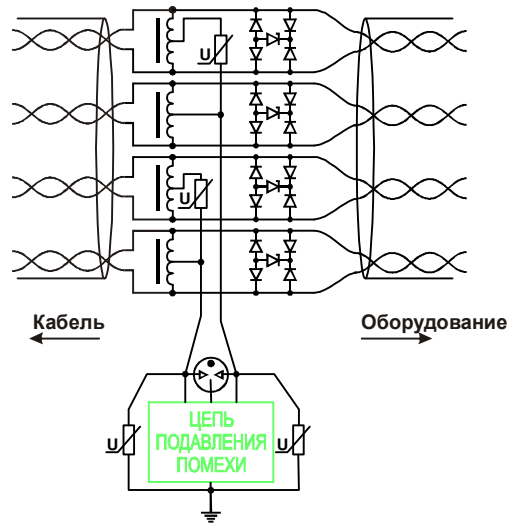 U
U
Кабель
Оборудование
U
ЦЕПЬ
ПОДАВЛЕНИЯ
ПОМЕХИ
U